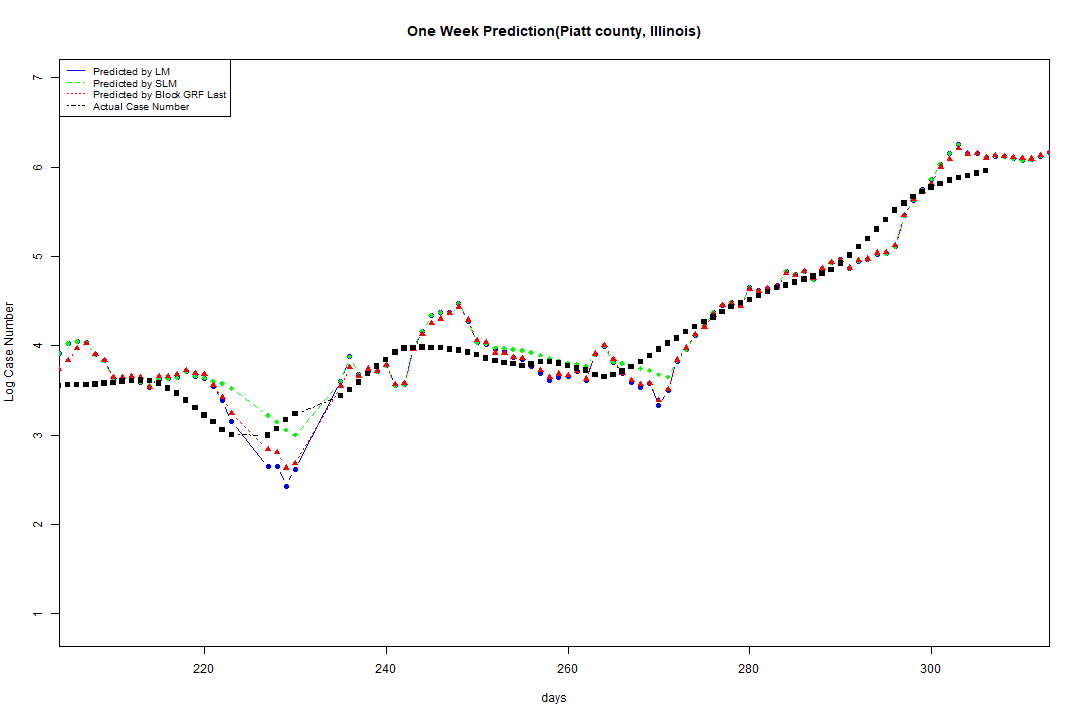 One Week Prediction(Piatt county, Illinois)
Predicted by LM
Predicted by SLM
Predicted by Block GRF Last
Actual Case Number
Log Case Number
7
6
5
4
3
2
1
220
240
260
280
300
days